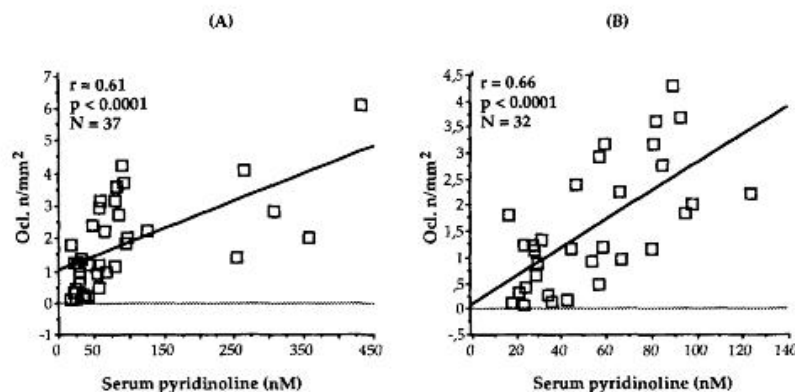 (A)
(B)
r = 0.61
p < 0.0001
N = 37
7
6
5
4
3
2
1
0
-1
Ocl. n/mm²
0
50
150
250
350
450
Serum pyridinoline (nM)
r = 0.66
p < 0.0001
N = 32
4,5
4
3,5
3
2,5
2
1,5
1
,5
0
-,5
Ocl. n/mm²
0
20
40
60
80
100
120
140
Serum pyridinoline (nM)